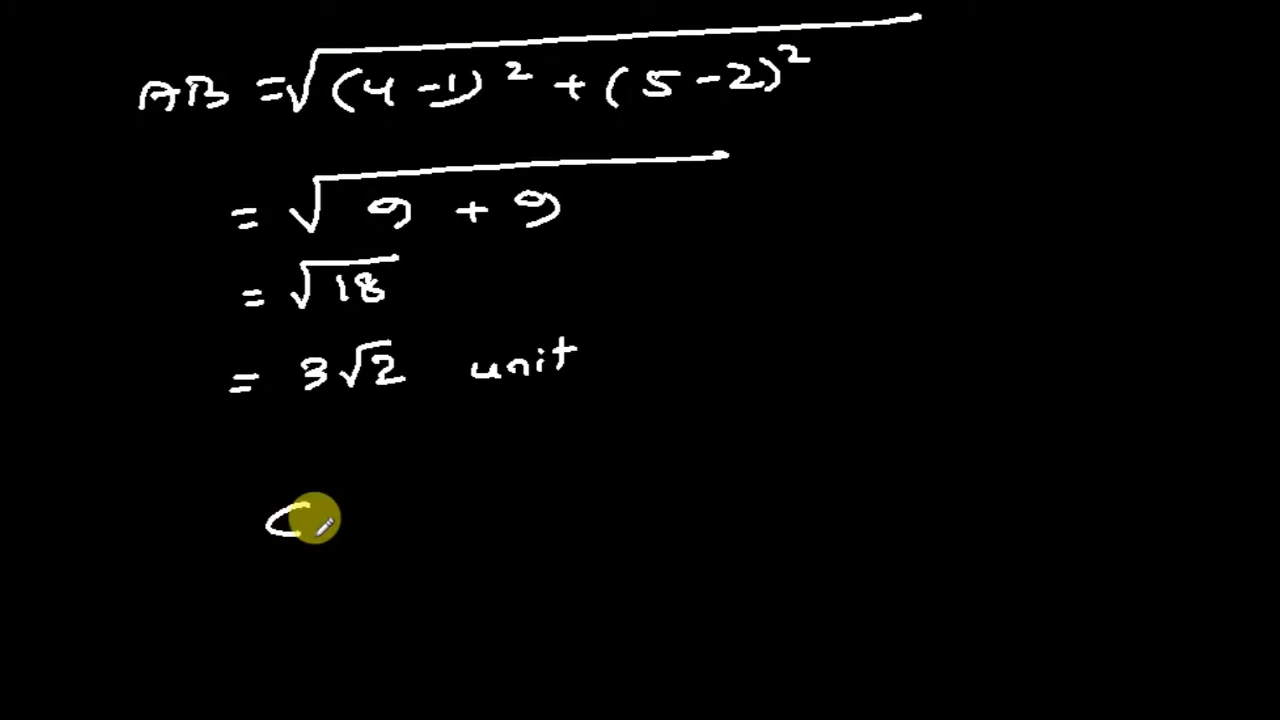 AB = √(4-1)² + (5-2)²
= √9 + 9
= √18
= 3√2 unit
C